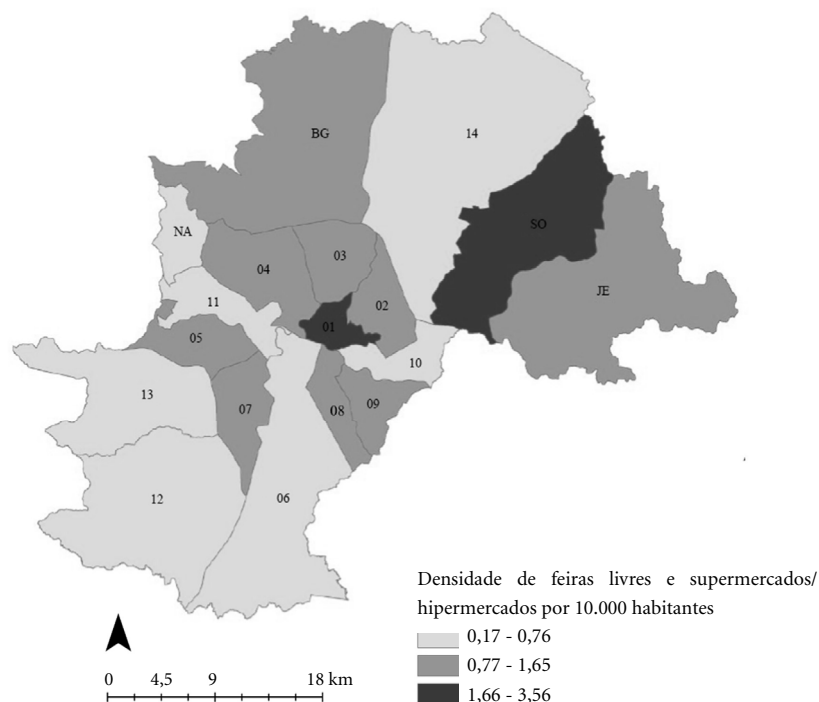 BG
14
SO
NA
03
04
02
JE
11
01
05
10
13
07
08
09
12
06
Densidade de feiras livres e supermercados/
hipermercados por 10.000 habitantes
0,17 - 0,76
0,77 - 1,65
1,66 - 3,56
0 4,5 9 18 km